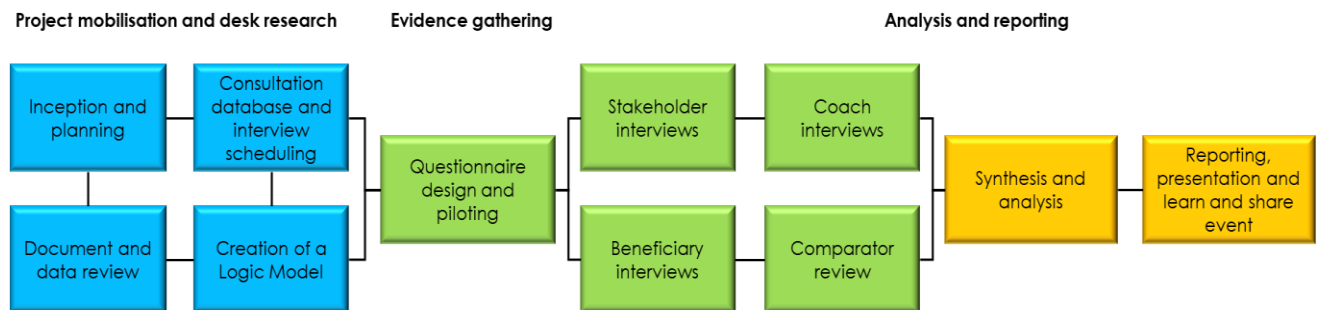 Project mobilisation and desk research
Evidence gathering
Analysis and reporting
Inception and
planning
Consultation
database and
interview
scheduling
Document and
data review
Creation of a
Logic Model
Questionnaire
design and
piloting
Stakeholder
interviews
Coach
interviews
Beneficiary
interviews
Comparator
review
Synthesis and
analysis
Reporting,
presentation and
learn and share
event